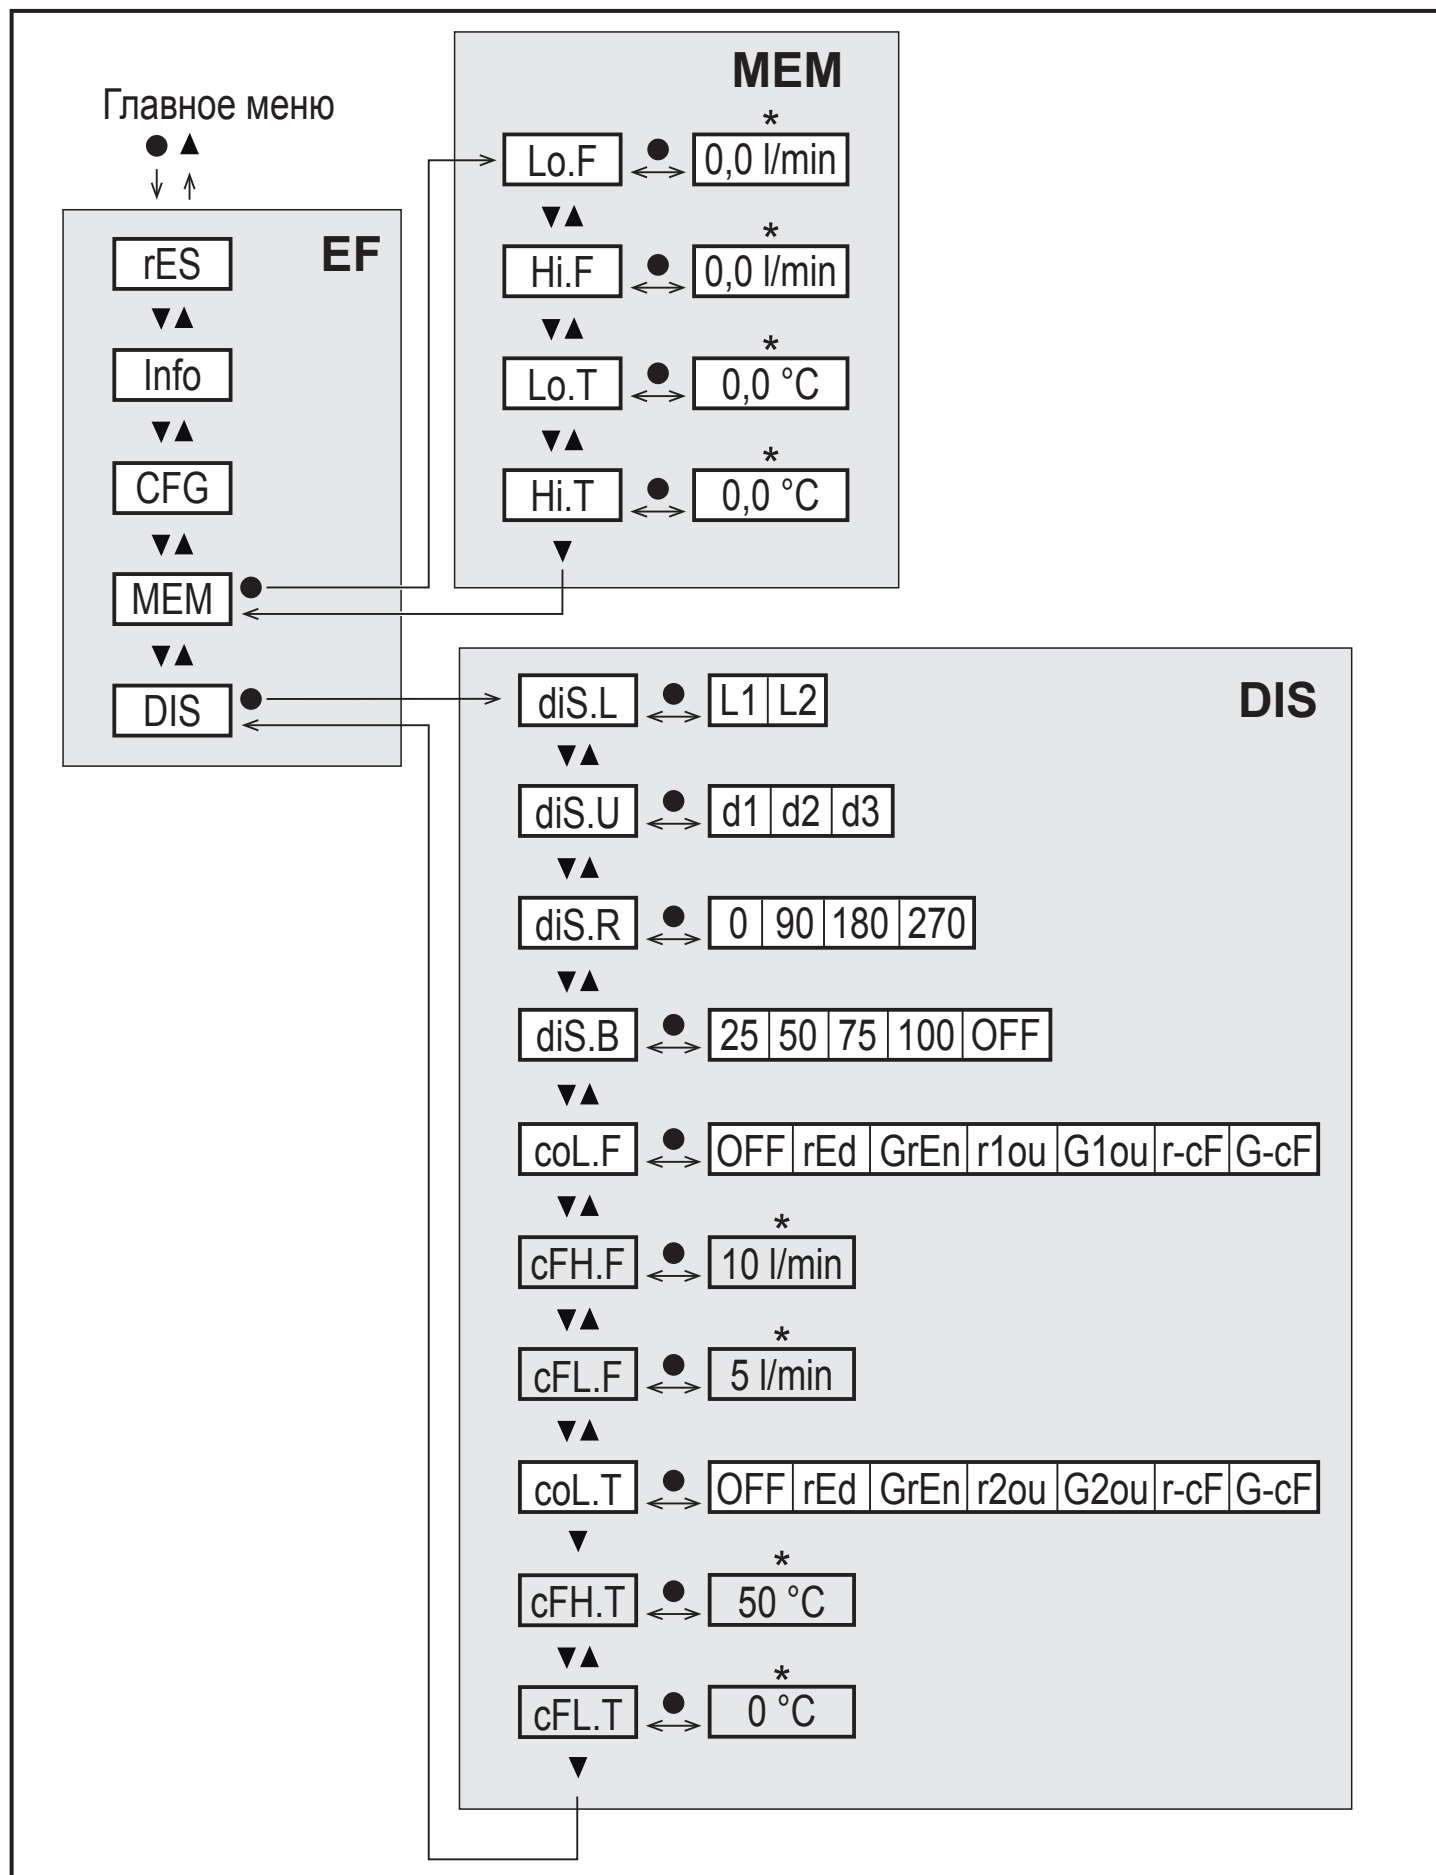 Главное меню
EF
rES
Info
CFG
MEM
DIS
MEM
*
Lo.F 0,0 l/min
*
Hi.F 0,0 l/min
*
Lo.T 0,0 °C
*
Hi.T 0,0 °C
DIS
diS.L L1 L2
diS.U d1 d2 d3
diS.R 0 90 180 270
diS.B 25 50 75 100 OFF
coL.F OFF rEd GrEn r1ou G1ou r-cF G-cF
*
cFH.F 10 l/min
*
cFL.F 5 l/min
coL.T OFF rEd GrEn r2ou G2ou r-cF G-cF
*
cFH.T 50 °C
*
cFL.T 0 °C